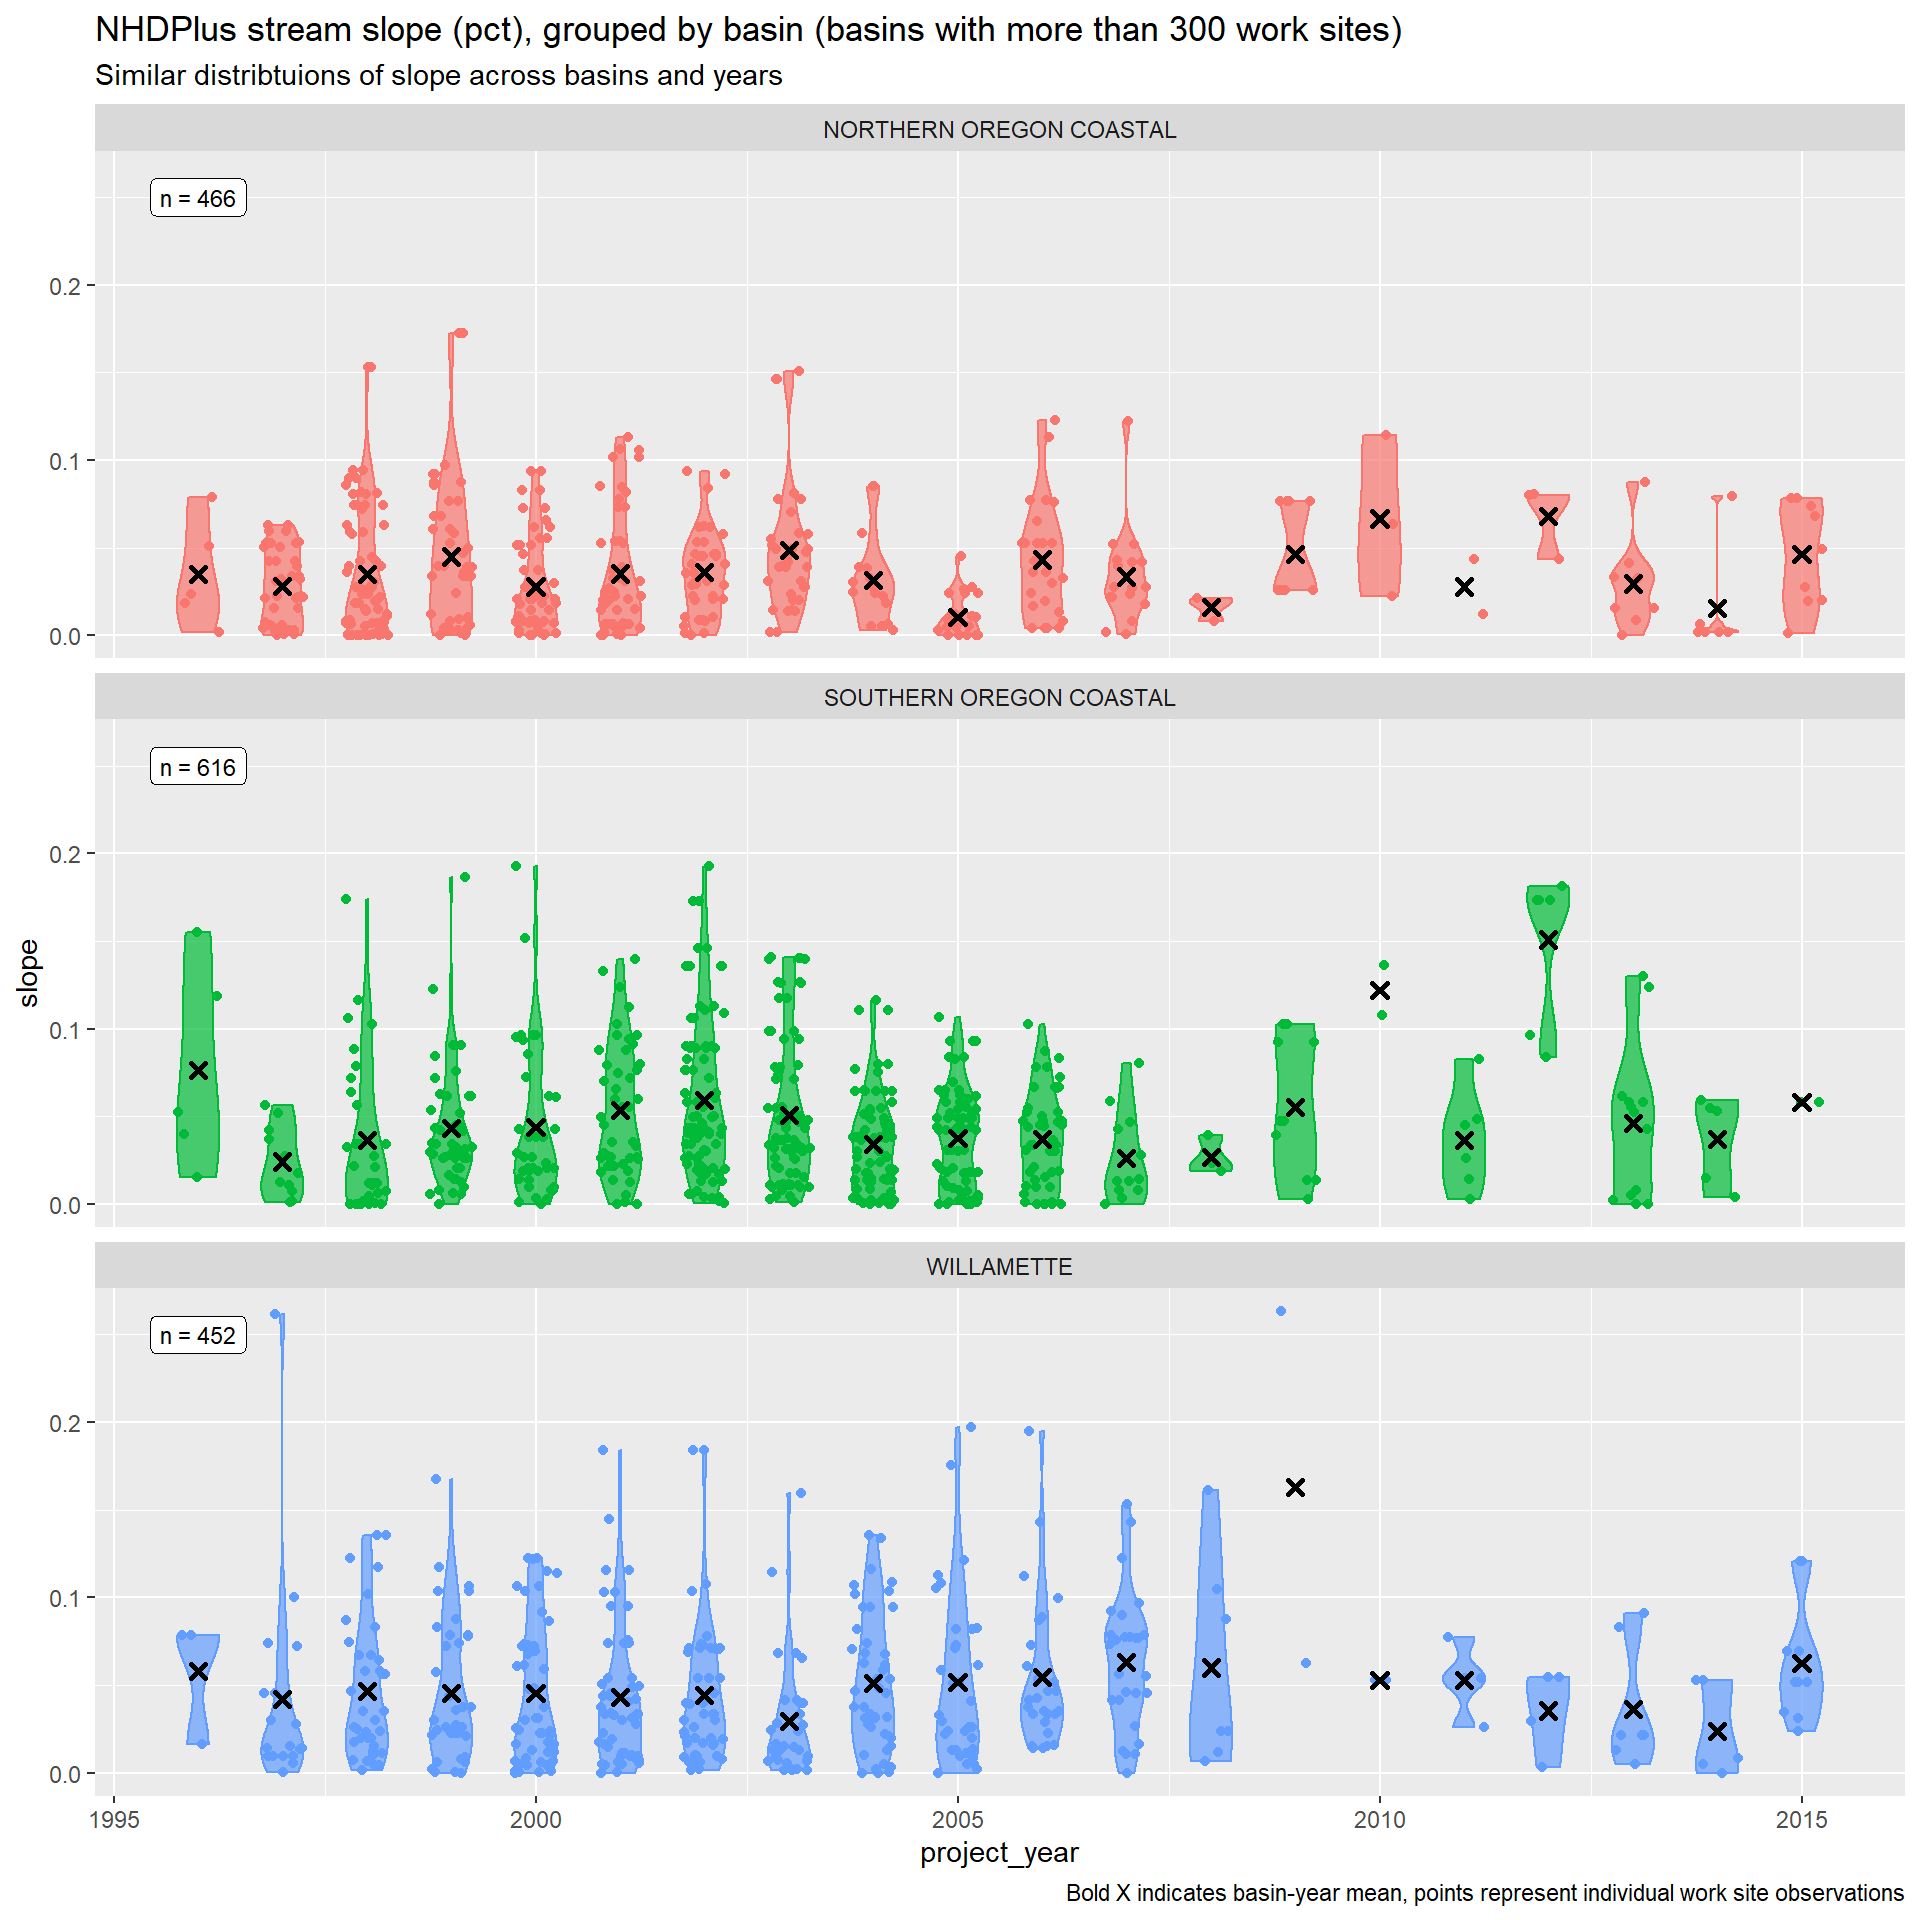 NHDPlus stream slope (pct), grouped by basin (basins with more than 300 work sites)
Similar distribtuions of slope across basins and years
NORTHERN OREGON COASTAL
n = 466
0.2
0.1
0.0
SOUTHERN OREGON COASTAL
n = 616
0.2
0.1
0.0
slope
WILLAMETTE
n = 452
0.2
0.1
0.0
1995 2000 2005 2010 2015
project_year
Bold X indicates basin-year mean, points represent individual work site observations